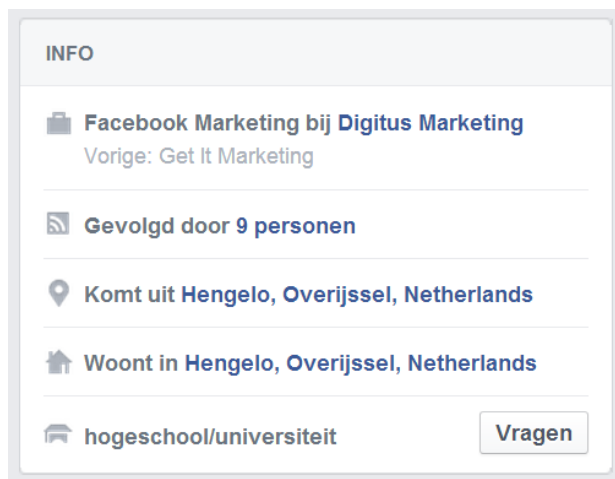 INFO
Facebook Marketing bij Digitus Marketing
Vorige: Get It Marketing
Gevolgd door 9 personen
Komt uit Hengelo, Overijssel, Netherlands
Woont in Hengelo, Overijssel, Netherlands
hogeschool/universiteit Vragen